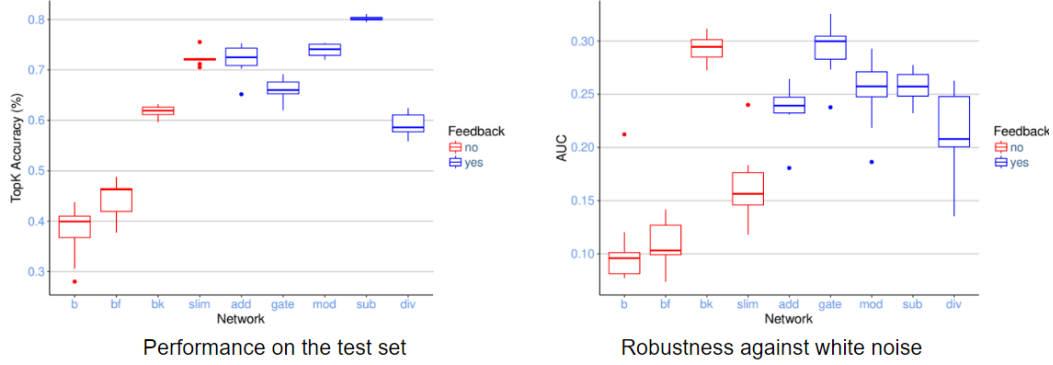 0.8
0.7
0.6
0.5
0.4
0.3
TopK Accuracy (%)
b bf bk slim add gate mod sub div
Network
Feedback
no
yes
Performance on the test set
0.30
0.25
0.20
0.15
0.10
AUC
b bf bk slim add gate mod sub div
Network
Feedback
no
yes
Robustness against white noise